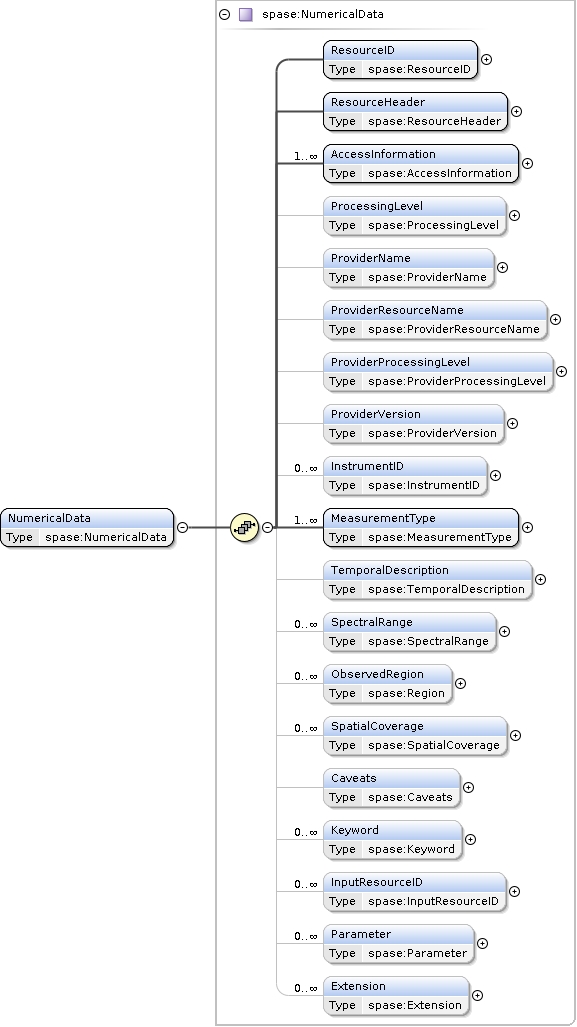 spase:NumericalData
ResourceID
Type spase:ResourceID
ResourceHeader
Type spase:ResourceHeader
1..∞ AccessInformation
Type spase:AccessInformation
ProcessingLevel
Type spase:ProcessingLevel
ProviderName
Type spase:ProviderName
ProviderResourceName
Type spase:ProviderResourceName
ProviderProcessingLevel
Type spase:ProviderProcessingLevel
ProviderVersion
Type spase:ProviderVersion
0..∞ InstrumentID
Type spase:InstrumentID
NumericalData
Type spase:NumericalData
1..∞ MeasurementType
Type spase:MeasurementType
TemporalDescription
Type spase:TemporalDescription
0..∞ SpectralRange
Type spase:SpectralRange
0..∞ ObservedRegion
Type spase:Region
0..∞ SpatialCoverage
Type spase:SpatialCoverage
Caveats
Type spase:Caveats
0..∞ Keyword
Type spase:Keyword
0..∞ InputResourceID
Type spase:InputResourceID
0..∞ Parameter
Type spase:Parameter
0..∞ Extension
Type spase:Extension